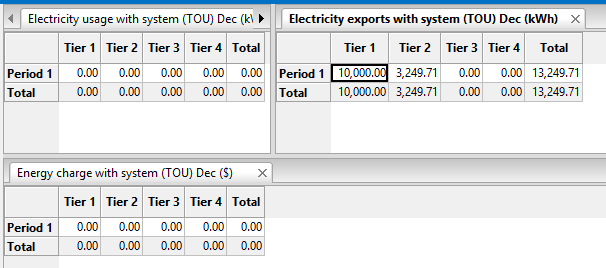 Electricity usage with system (TOU) Dec (kV
Tier 1 Tier 2 Tier 3 Tier 4 Total
Period 1 0.00 0.00 0.00 0.00 0.00
Total 0.00 0.00 0.00 0.00 0.00
Electricity exports with system (TOU) Dec (kWh)
Tier 1 Tier 2 Tier 3 Tier 4 Total
Period 1 10,000.00 3,249.71 0.00 0.00 13,249.71
Total 10,000.00 3,249.71 0.00 0.00 13,249.71
Energy charge with system (TOU) Dec ($)
Tier 1 Tier 2 Tier 3 Tier 4 Total
Period 1 0.00 0.00 0.00 0.00 0.00
Total 0.00 0.00 0.00 0.00 0.00